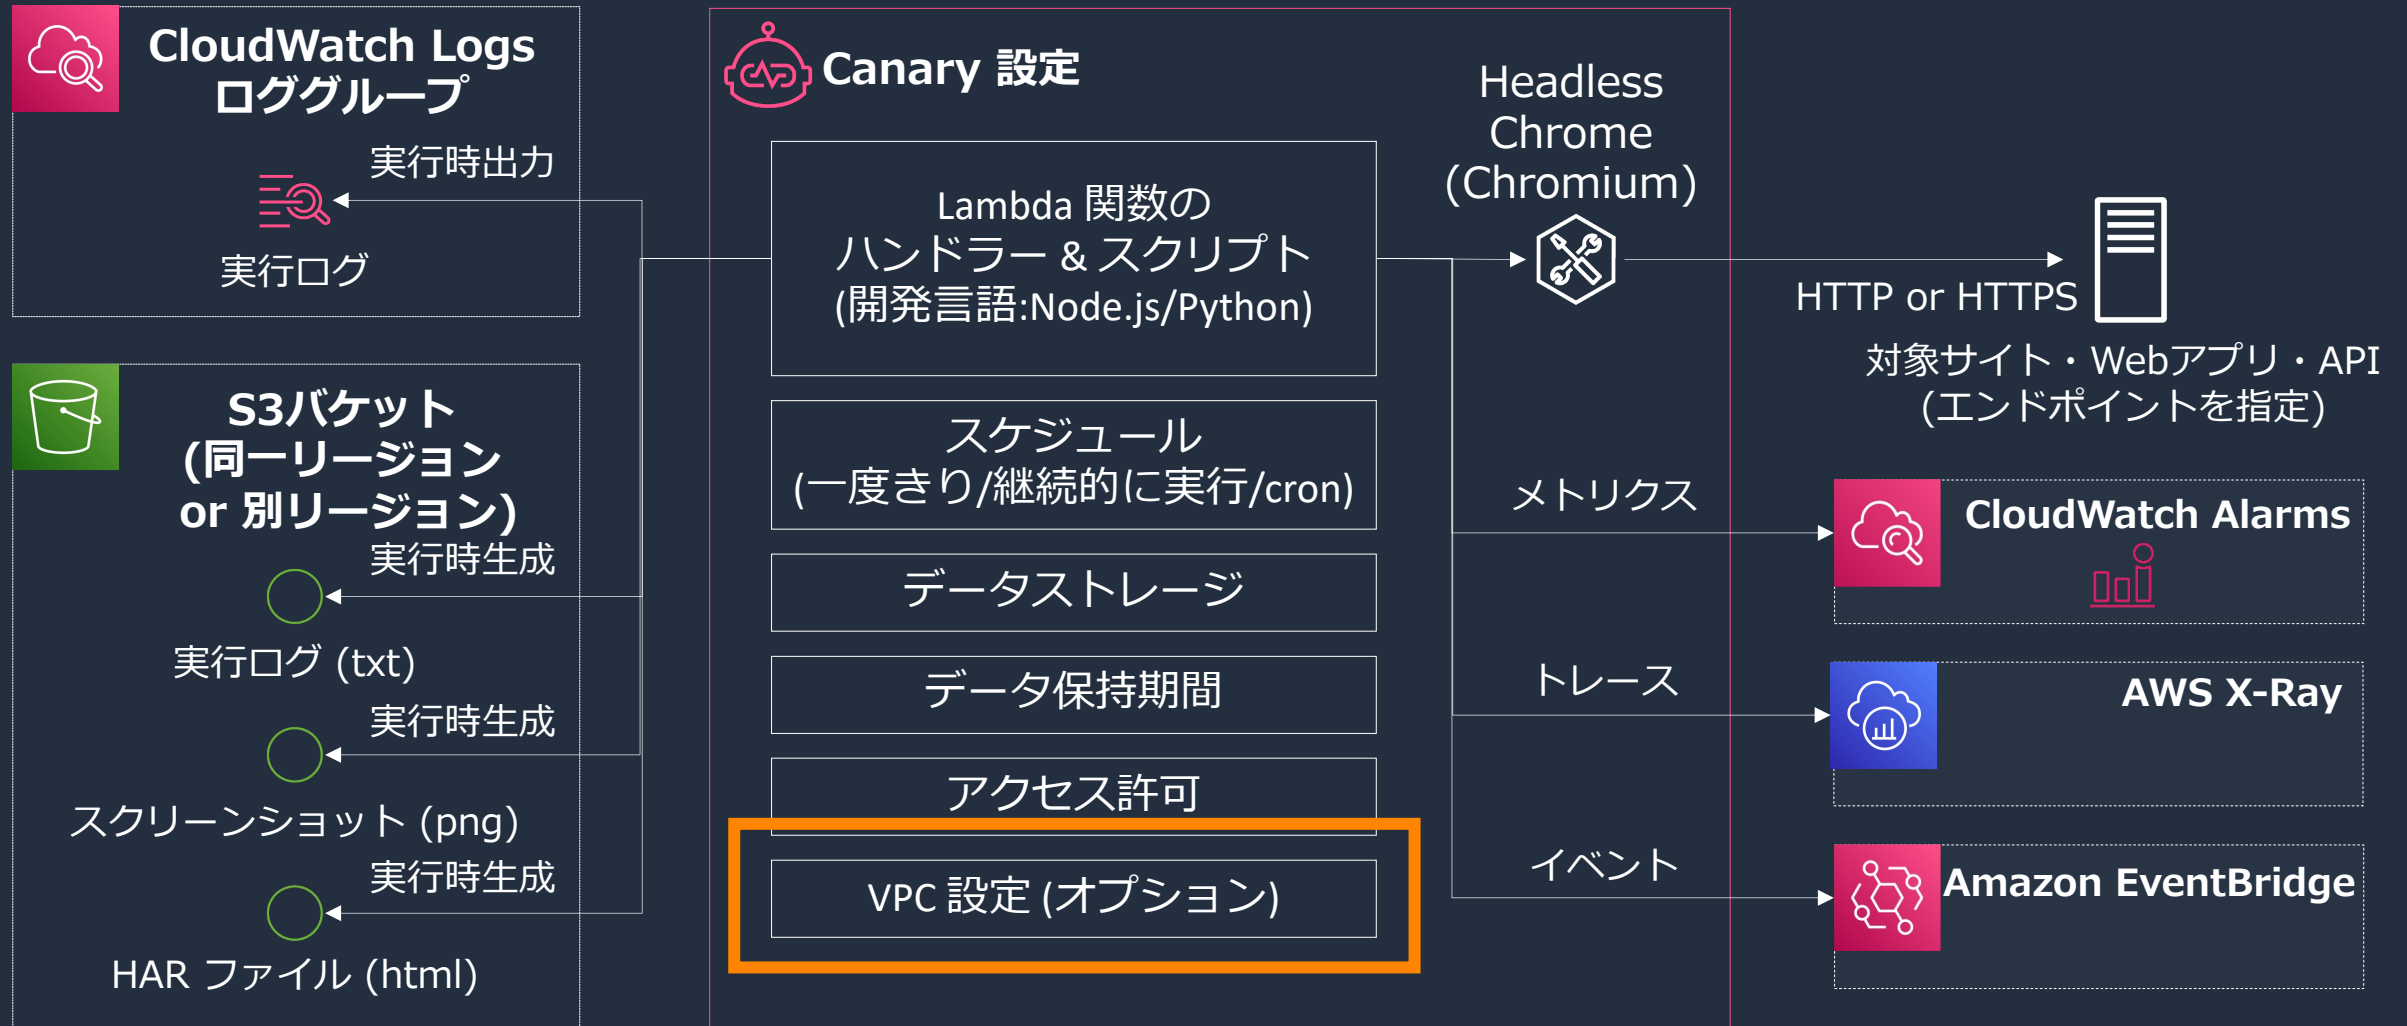 CloudWatch Logs
ロググループ
実行時出力
実行ログ
S3バケット
(同一リージョン
or 別リージョン)
実行時生成
実行ログ (txt)
実行時生成
スクリーンショット (png)
実行時生成
HAR ファイル (html)
Canary 設定
Lambda 関数の
ハンドラー & スクリプト
(開発言語:Node.js/Python)
スケジュール
(一度きり/継続的に実行/cron)
データストレージ
データ保持期間
アクセス許可
VPC 設定 (オプション)
Headless
Chrome
(Chromium)
HTTP or HTTPS
対象サイト・Webアプリ・API
(エンドポイントを指定)
メトリクス
CloudWatch Alarms
トレース
AWS X-Ray
イベント
Amazon EventBridge